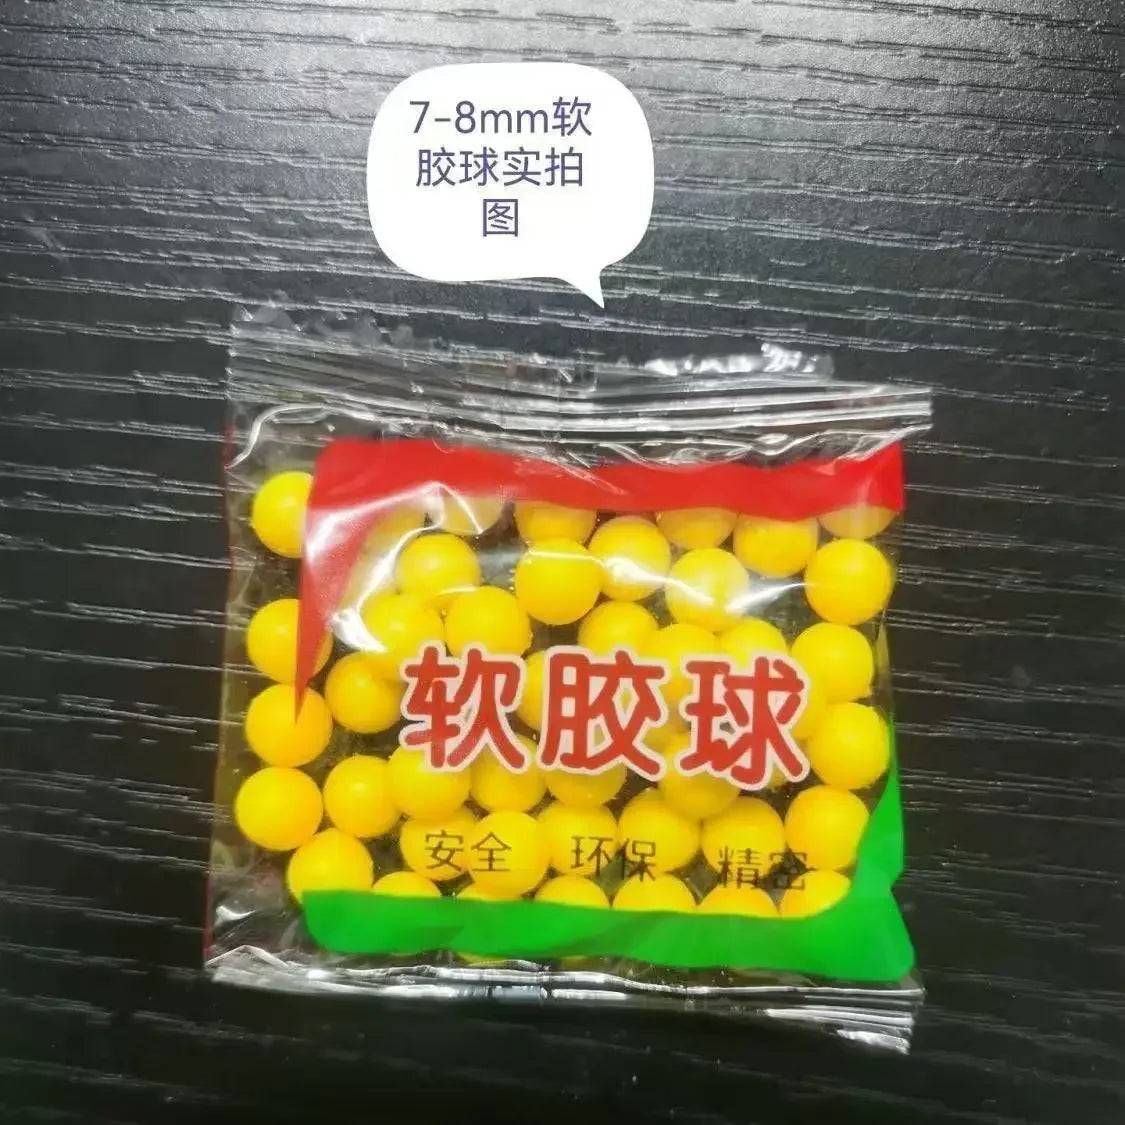 7-8mm软
胶球实拍
图
软胶球
安全 环保 精密